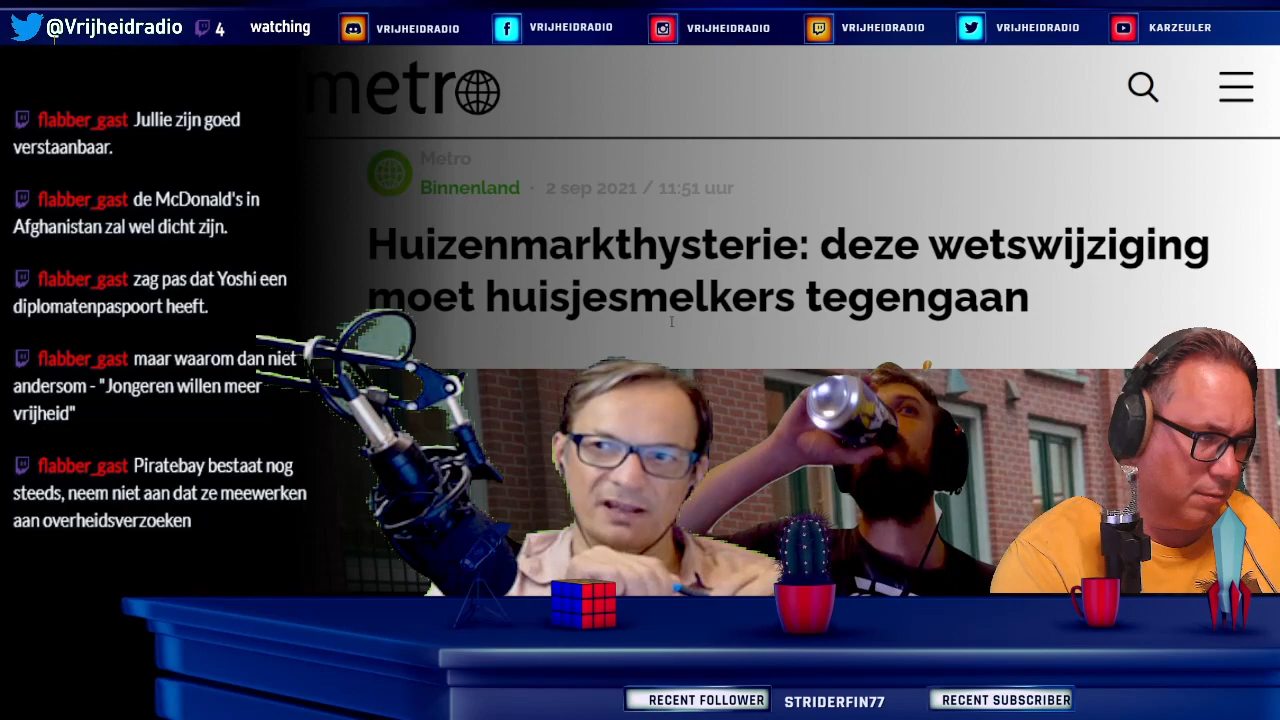 @Vrijheidradio 4 watching VRIJHEIDRADIO VRIJHEIDRADIO VRIJHEIDRADIO VRIJHEIDRADIO VRIJHEIDRADIO KARZEULER
metro
Metro
Binnenland · 2 sep 2021 / 11:51 uur
Huizenmarkthysterie: deze wetswijziging
moet huisjesmelkers tegengaan
flabber_gast Jullie zijn goed
verstaanbaar.
flabber_gast de McDonald's in
Afghanistan zal wel dicht zijn.
flabber_gast zag pas dat Yoshi een
diplomatenpaspoort heeft.
flabber_gast maar waarom dan niet
andersom - "Jongeren willen meer
vrijheid"
flabber_gast Piratebay bestaat nog
steeds, neem niet aan dat ze meewerken
aan overheidsverzoeken
RECENT FOLLOWER STRIDERFIN77 RECENT SUBSCRIBER